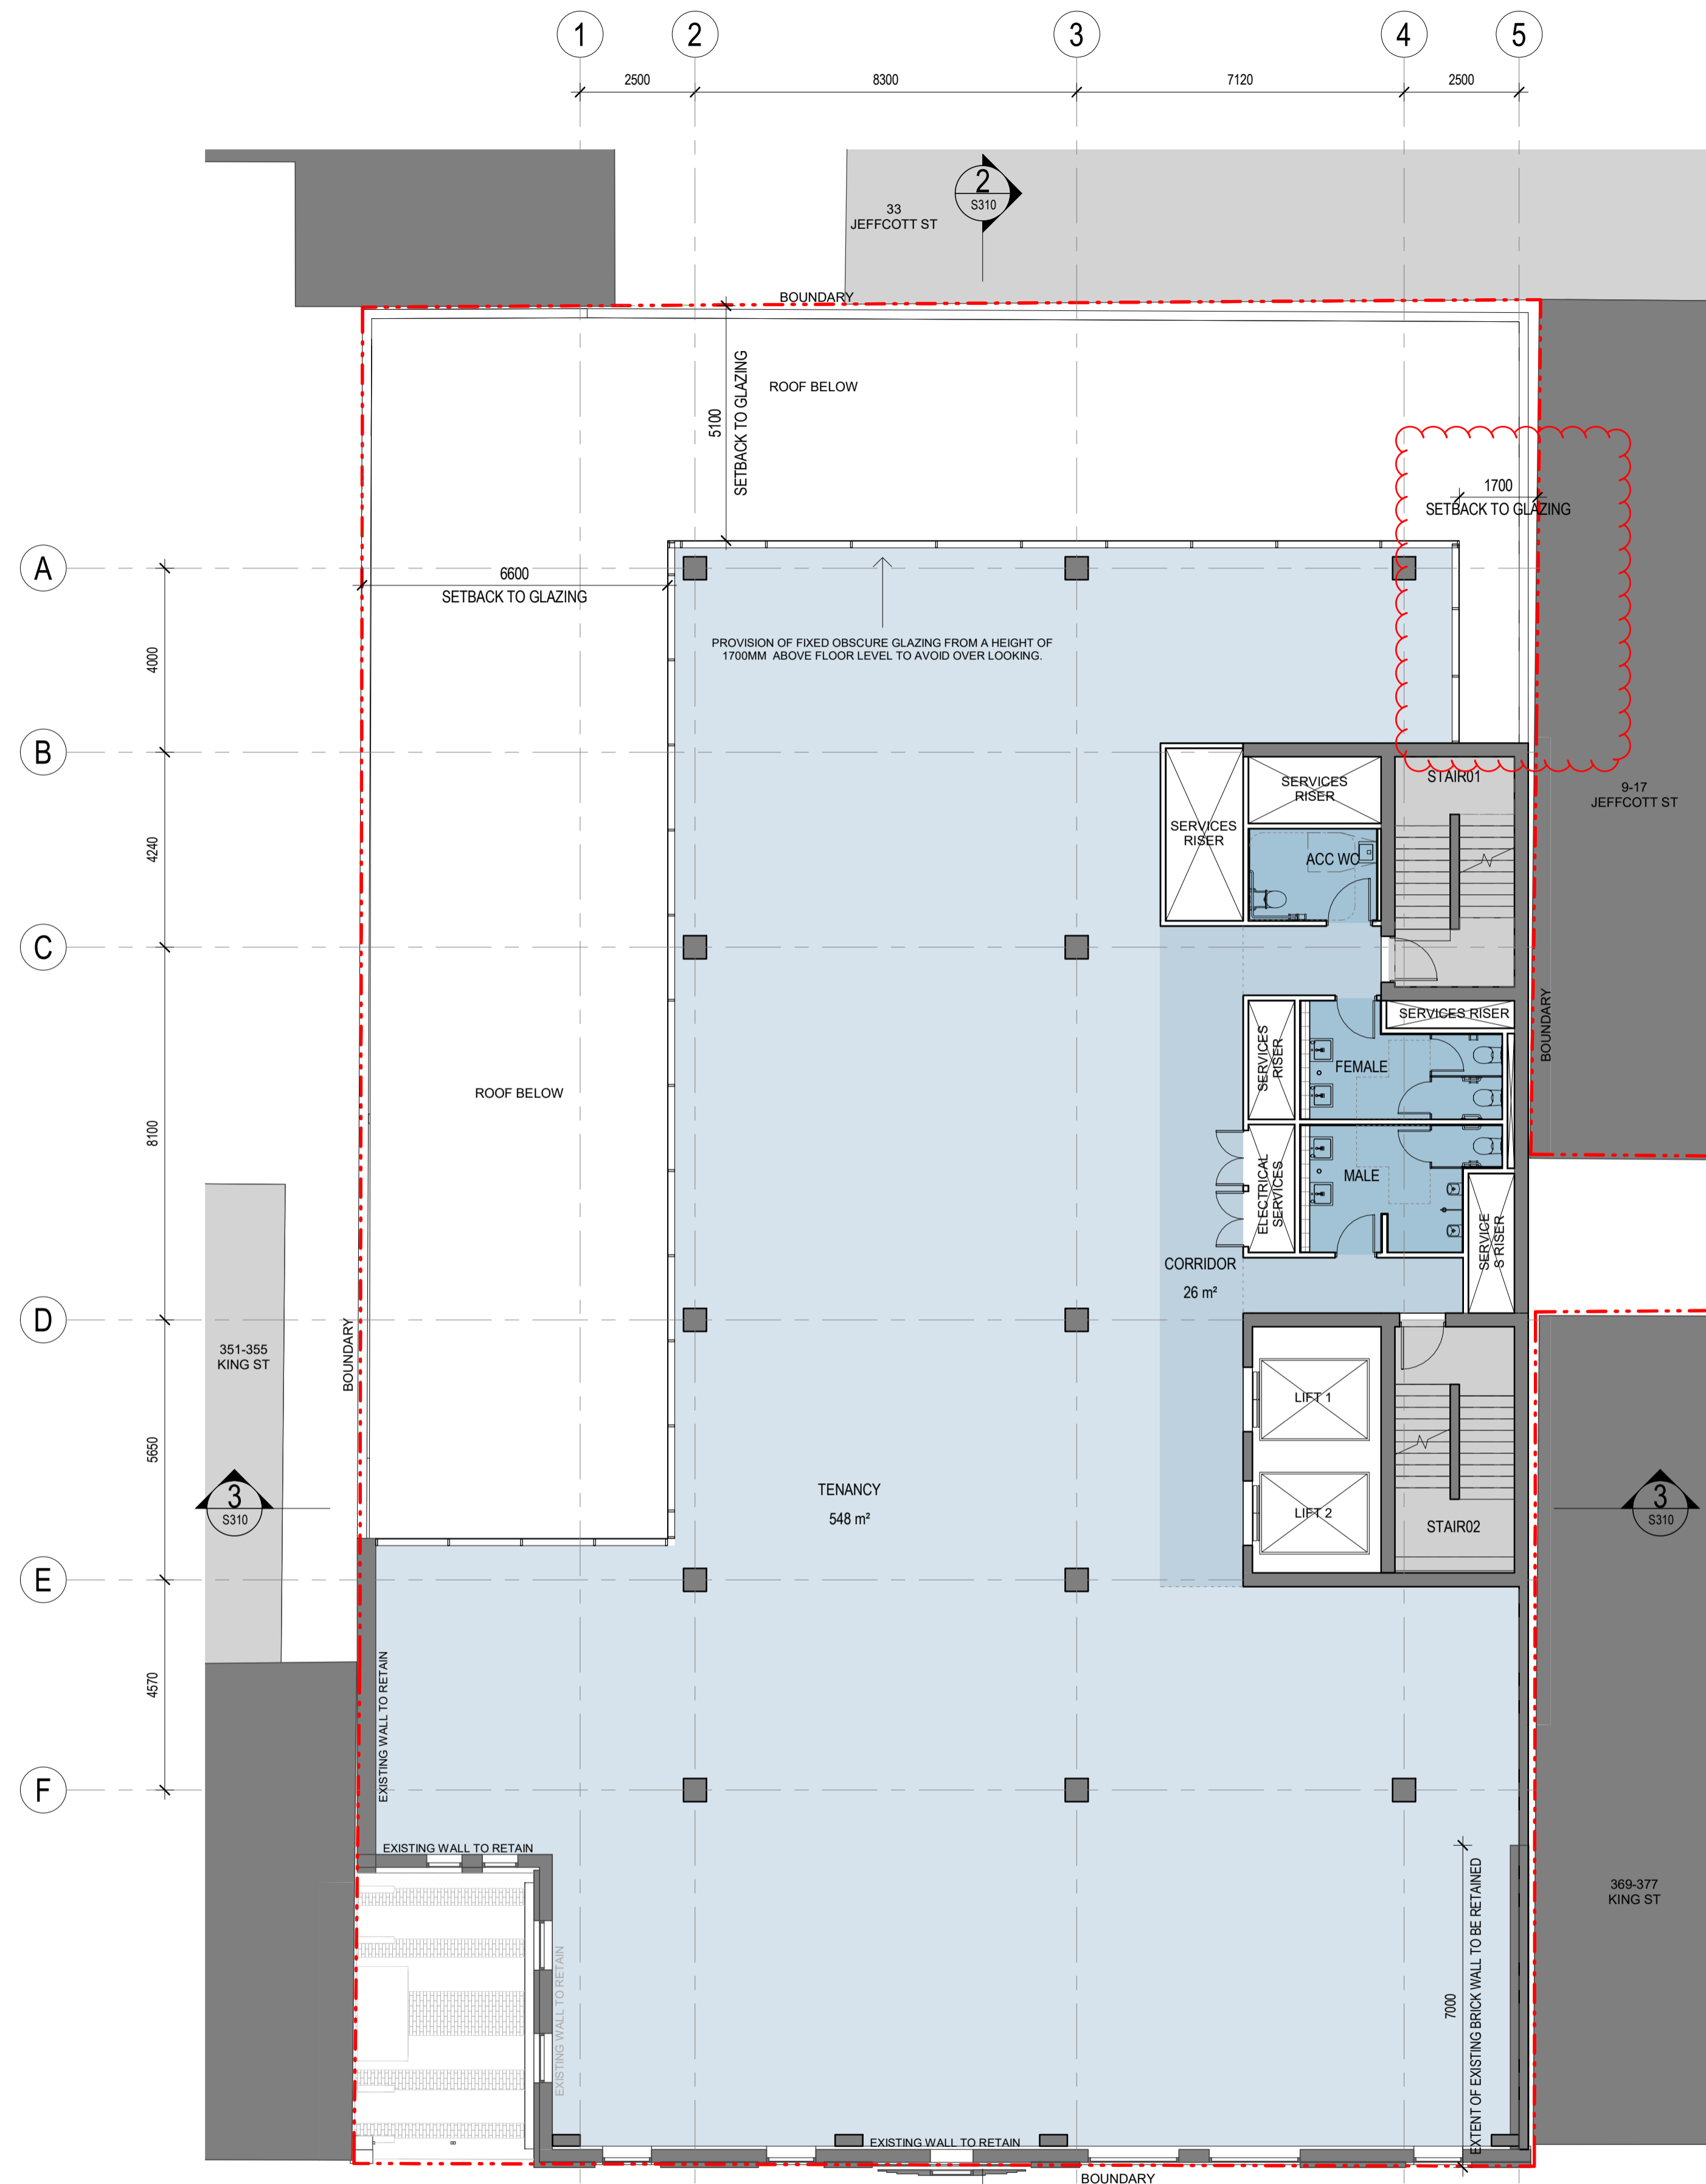 1
2
3
4
5
2500
8300
7120
2500
2
S310
33
JEFFCOTT ST
BOUNDARY
ROOF BELOW
5100
SETBACK TO GLAZING
1700
SETBACK TO GLAZING
A
6600
SETBACK TO GLAZING
PROVISION OF FIXED OBSCURE GLAZING FROM A HEIGHT OF
1700MM ABOVE FLOOR LEVEL TO AVOID OVER LOOKING.
4000
B
STAIR01
SERVICES
RISER
9-17
JEFFCOTT ST
SERVICES
RISER
4240
ACC WC
C
SERVICES RISER
BOUNDARY
SERVICES
RISER
FEMALE
ROOF BELOW
8100
ELECTRICAL
SERVICES
MALE
SERVICE
S RISER
CORRIDOR
26 m²
D
351-355
KING ST
BOUNDARY
LIFT 1
5650
TENANCY
548 m²
3
S310
LIFT 2
STAIR02
3
S310
E
4570
EXISTING WALL TO RETAIN
F
EXISTING WALL TO RETAIN
369-377
KING ST
EXISTING WALL TO RETAIN
7000
EXTENT OF EXISTING BRICK WALL TO BE RETAINED
EXISTING WALL TO RETAIN
BOUNDARY